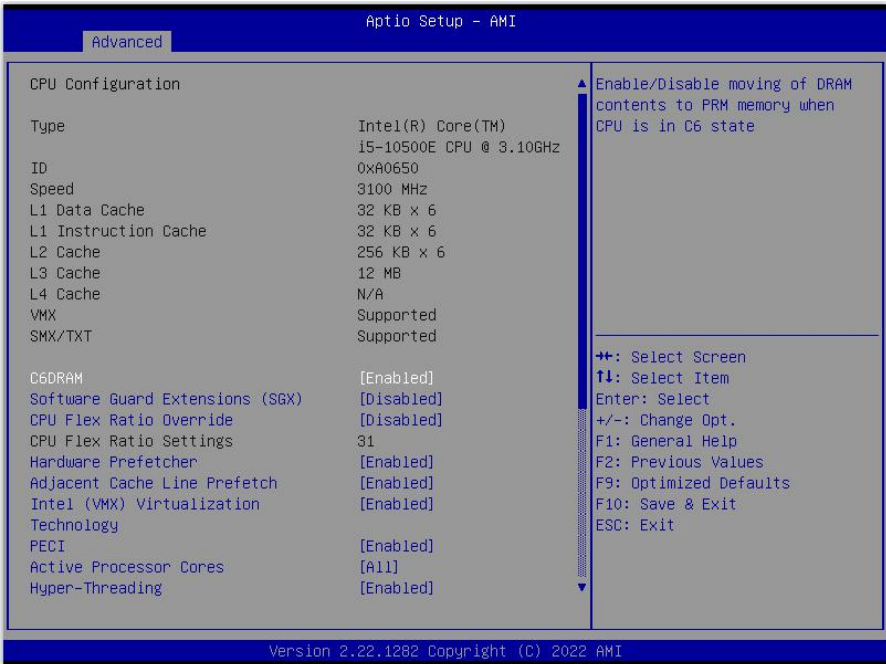 Aptio Setup – AMI
Advanced
CPU Configuration
Type Intel(R) Core(TM)
i5-10500E CPU @ 3.10GHz
ID 0xA0650
Speed 3100 MHz
L1 Data Cache 32 KB x 6
L1 Instruction Cache 32 KB x 6
L2 Cache 256 KB x 6
L3 Cache 12 MB
L4 Cache N/A
VMX Supported
SMX/TXT Supported
C6DRAM [Enabled]
Software Guard Extensions (SGX) [Disabled]
CPU Flex Ratio Override [Disabled]
CPU Flex Ratio Settings 31
Hardware Prefetcher [Enabled]
Adjacent Cache Line Prefetch [Enabled]
Intel (VMX) Virtualization [Enabled]
Technology
PECI [Enabled]
Active Processor Cores [All]
Hyper-Threading [Enabled]
Enable/Disable moving of DRAM
contents to PRM memory when
CPU is in C6 state
→←: Select Screen
↑↓: Select Item
Enter: Select
+/-: Change Opt.
F1: General Help
F2: Previous Values
F9: Optimized Defaults
F10: Save & Exit
ESC: Exit
Version 2.22.1282 Copyright (C) 2022 AMI